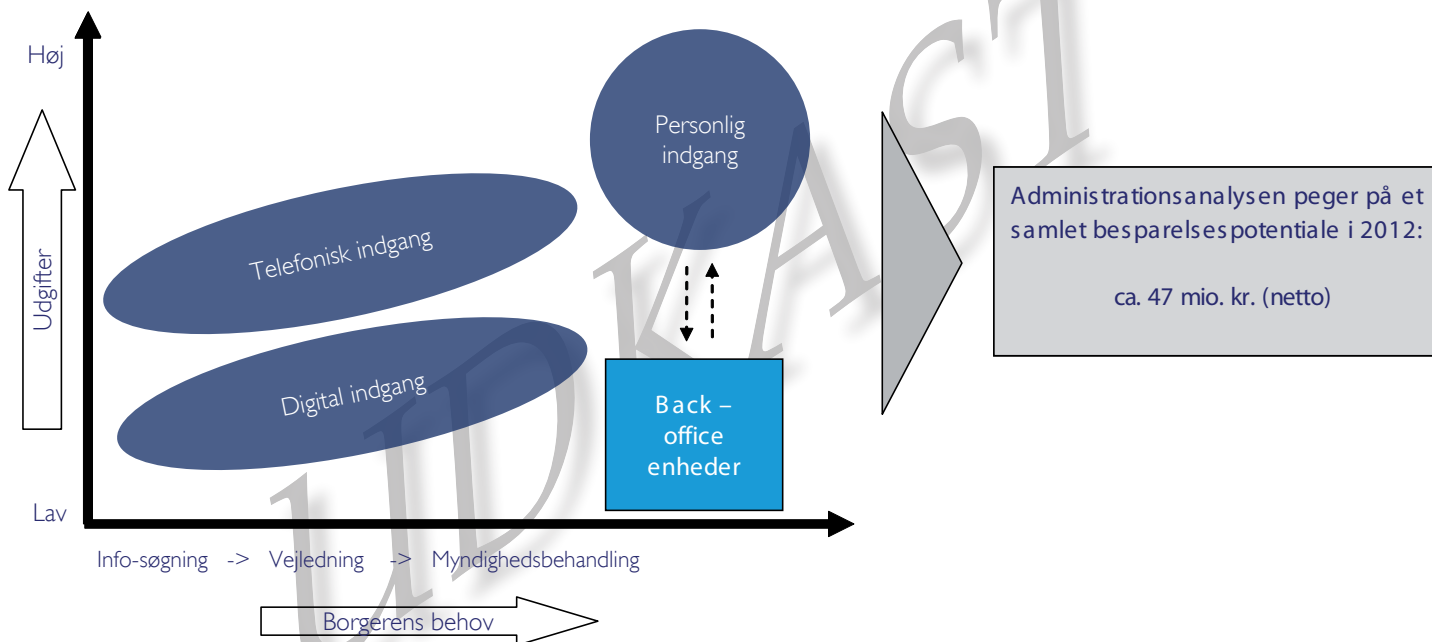 Høj
Udgifter
Lav
Telefonisk indgang
Digital indgang
Personlig
indgang
Back –
office
enheder
Info-søgning -> Vejledning -> Myndighedsbehandling
Borgerens behov
Administrationsanalysen peger på et
samlet besparelsespotentiale i 2012:
ca. 47 mio. kr. (netto)
UDKAST